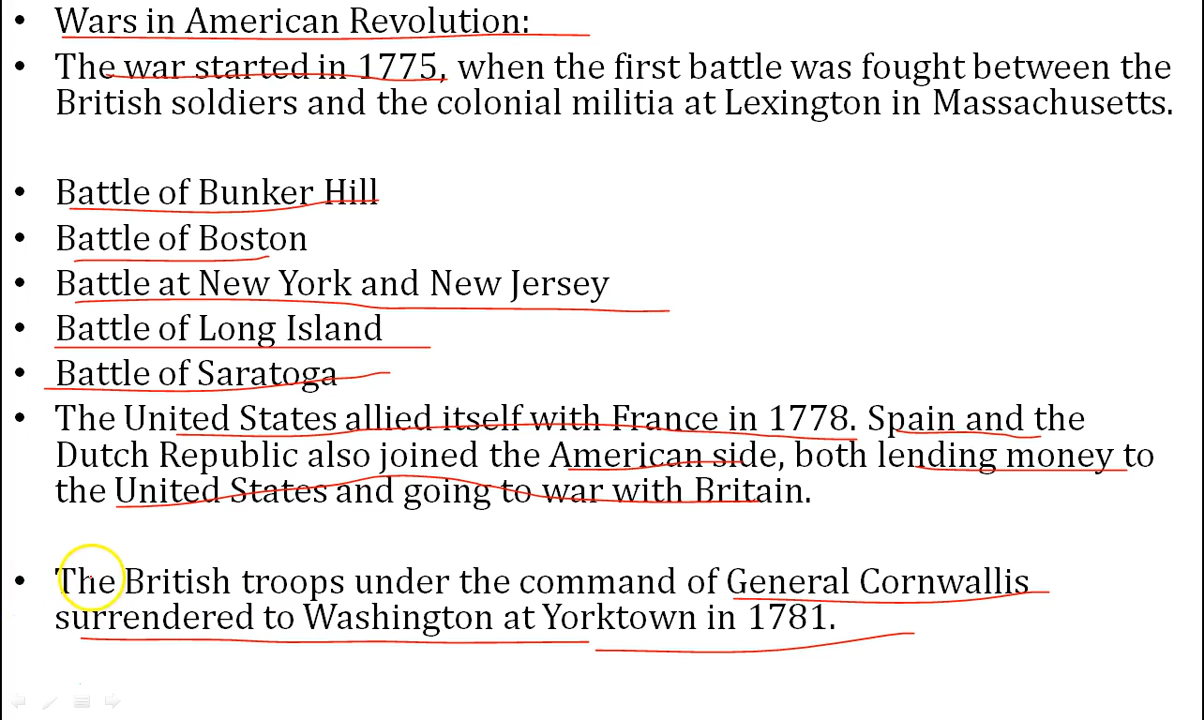 • Wars in American Revolution:
• The war started in 1775, when the first battle was fought between the
British soldiers and the colonial militia at Lexington in Massachusetts.
• Battle of Bunker Hill
• Battle of Boston
• Battle at New York and New Jersey
• Battle of Long Island
• Battle of Saratoga
• The United States allied itself with France in 1778. Spain and the
Dutch Republic also joined the American side, both lending money to
the United States and going to war with Britain.
• The British troops under the command of General Cornwallis
surrendered to Washington at Yorktown in 1781.